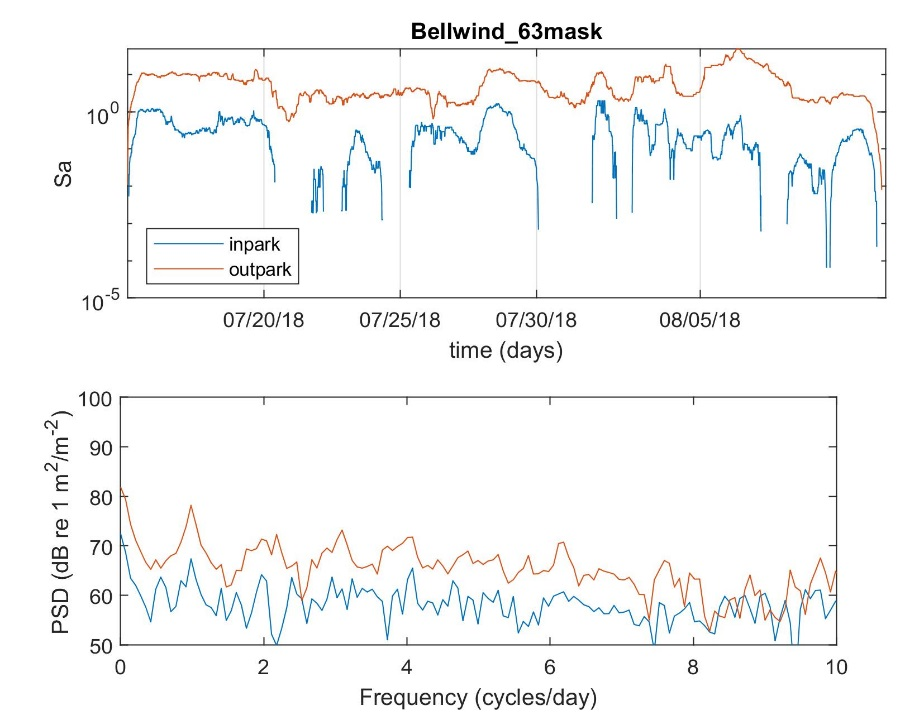 Bellwind_63mask
Sa
10^0
10^-5
inpark
outpark
07/20/18 07/25/18 07/30/18 08/05/18
time (days)
PSD (dB re 1 m^2/m^-2)
100
90
80
70
60
50
0 2 4 6 8 10
Frequency (cycles/day)